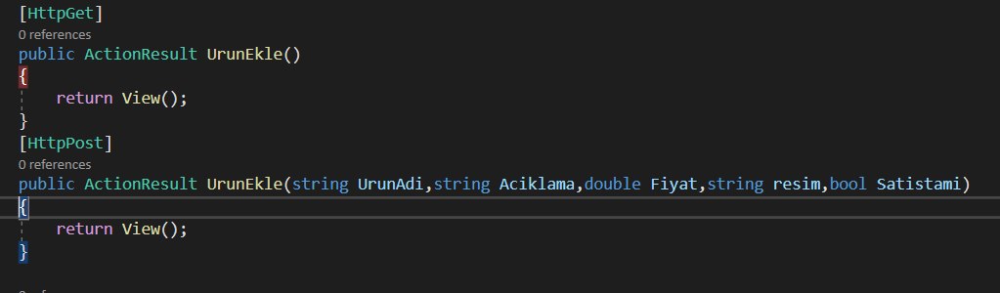 [HttpGet]
0 references
public ActionResult UrunEkle()
{
return View();
}
[HttpPost]
0 references
public ActionResult UrunEkle(string UrunAdi,string Aciklama,double Fiyat,string resim,bool Satistami)
{
return View();
}